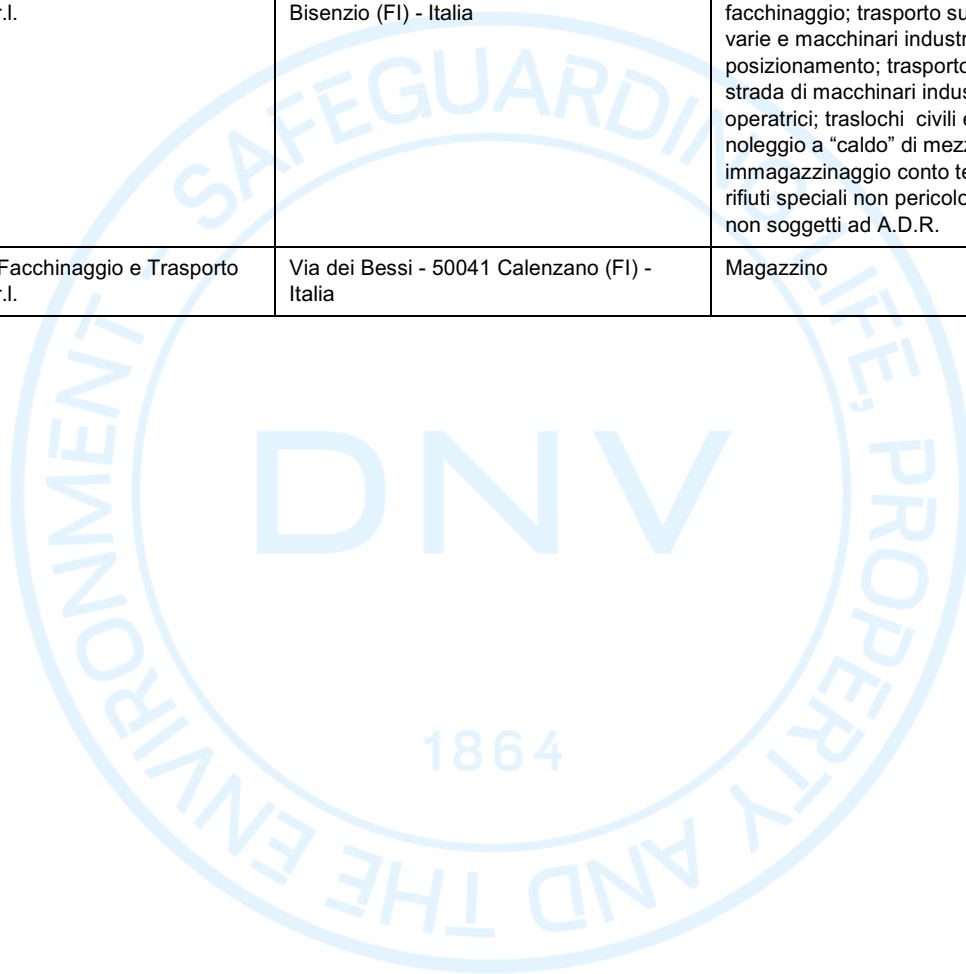 r.l.
Bisenzio (FI) - Italia
facchinaggio; trasporto su
varie e macchinari industr
posizionamento; trasporto
strada di macchinari indus
operatrici; traslochi civili e
noleggio a “caldo” di mezz
immagazzinaggio conto te
rifiuti speciali non pericolo
non soggetti ad A.D.R.
Facchinaggio e Trasporto
r.l.
Via dei Bessi - 50041 Calenzano (FI) -
Italia
Magazzino
SAFEGUARDING LIFE, PROPERTY AND THE ENVIRONMENT -
DNV
1864